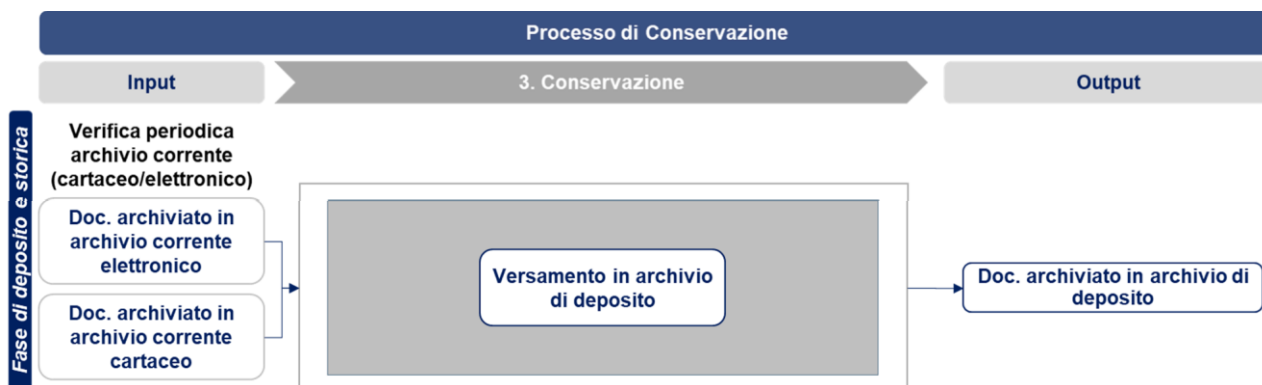 Processo di Conservazione
Input
3. Conservazione
Output
Fase di deposito e storica
Verifica periodica
archivio corrente
(cartaceo/elettronico)
Doc. archiviato in
archivio corrente
elettronico
Doc. archiviato in
archivio corrente
cartaceo
Versamento in archivio
di deposito
Doc. archiviato in archivio di
deposito